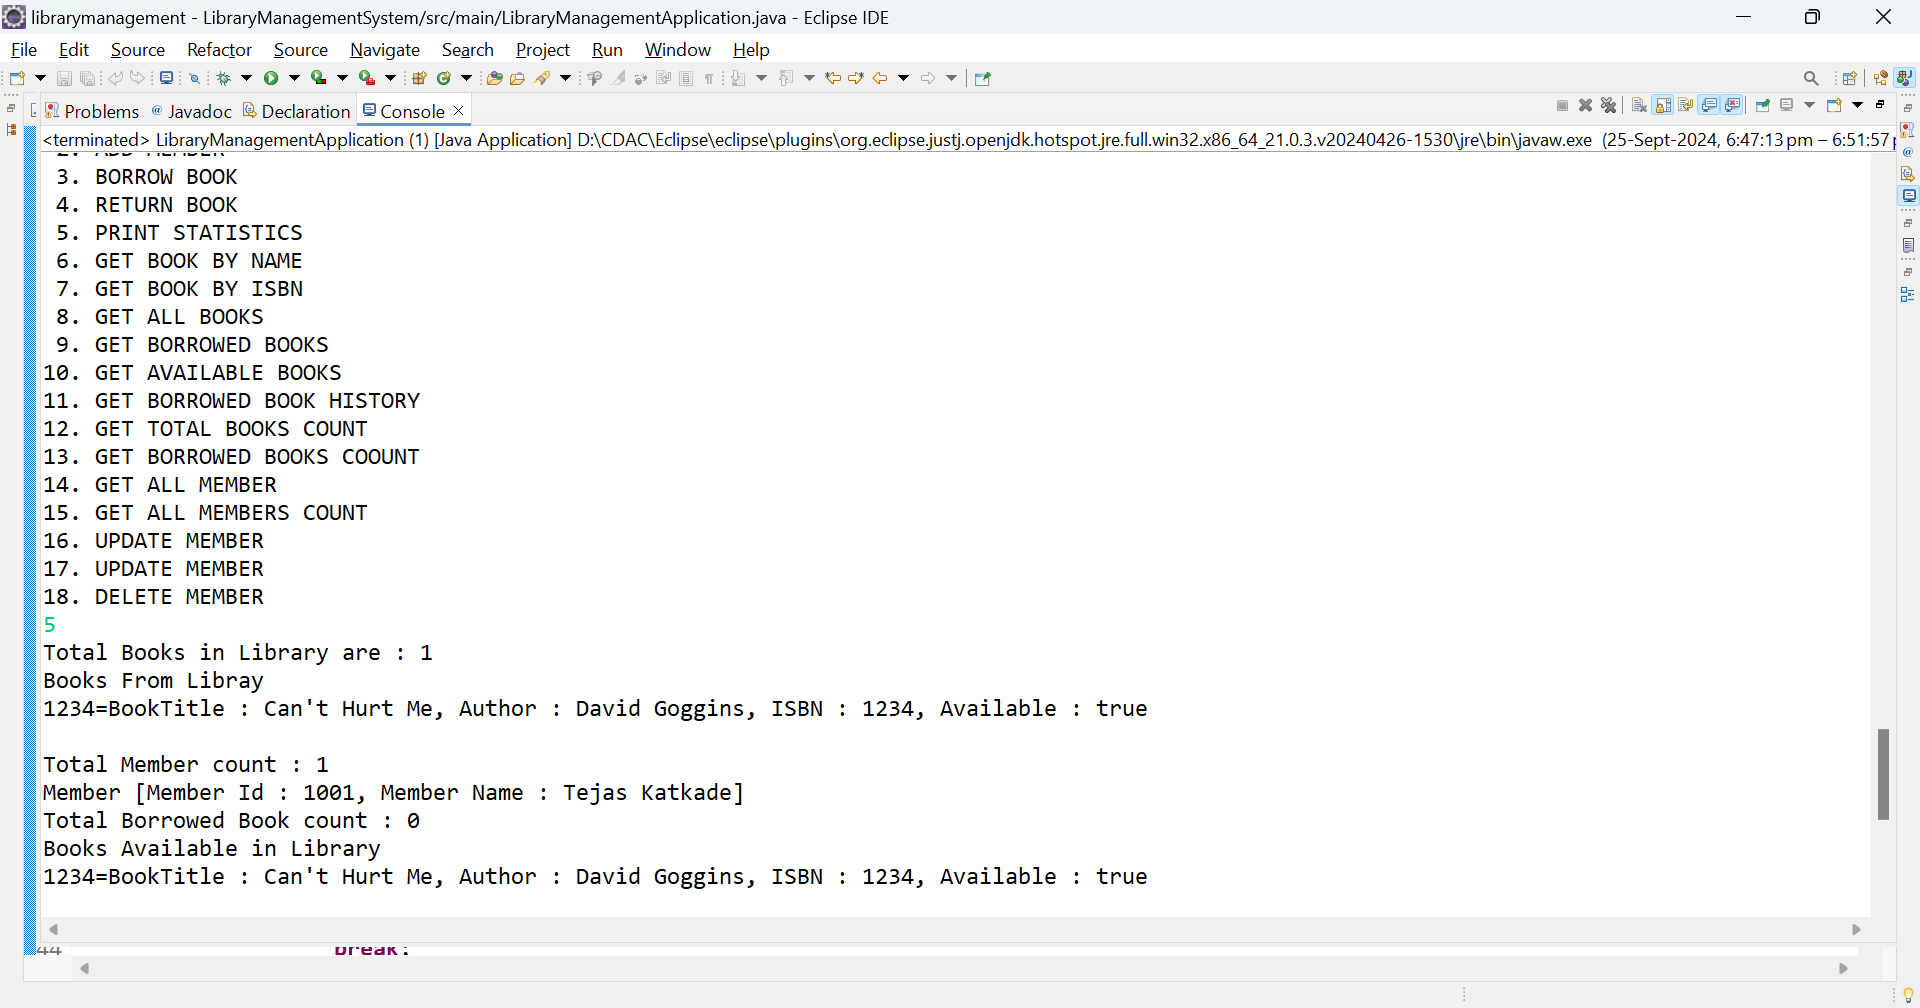 librarymanagement - LibraryManagementSystem/src/main/LibraryManagementApplication.java - Eclipse IDE
File Edit Source Refactor Source Navigate Search Project Run Window Help
Problems @ Javadoc Declaration Console
<terminated> LibraryManagementApplication (1) [Java Application] D:\CDAC\Eclipse\eclipse\plugins\org.eclipse.justj.openjdk.hotspot.jre.full.win32.x86_64_21.0.3.v20240426-1530\jre\bin\javaw.exe (25-Sept-2024, 6:47:13 pm – 6:51:57 p
2. ADD MEMBER
3. BORROW BOOK
4. RETURN BOOK
5. PRINT STATISTICS
6. GET BOOK BY NAME
7. GET BOOK BY ISBN
8. GET ALL BOOKS
9. GET BORROWED BOOKS
10. GET AVAILABLE BOOKS
11. GET BORROWED BOOK HISTORY
12. GET TOTAL BOOKS COUNT
13. GET BORROWED BOOKS COOUNT
14. GET ALL MEMBER
15. GET ALL MEMBERS COUNT
16. UPDATE MEMBER
17. UPDATE MEMBER
18. DELETE MEMBER
5
Total Books in Library are : 1
Books From Libray
1234=BookTitle : Can't Hurt Me, Author : David Goggins, ISBN : 1234, Available : true
Total Member count : 1
Member [Member Id : 1001, Member Name : Tejas Katkade]
Total Borrowed Book count : 0
Books Available in Library
1234=BookTitle : Can't Hurt Me, Author : David Goggins, ISBN : 1234, Available : true
44 break;